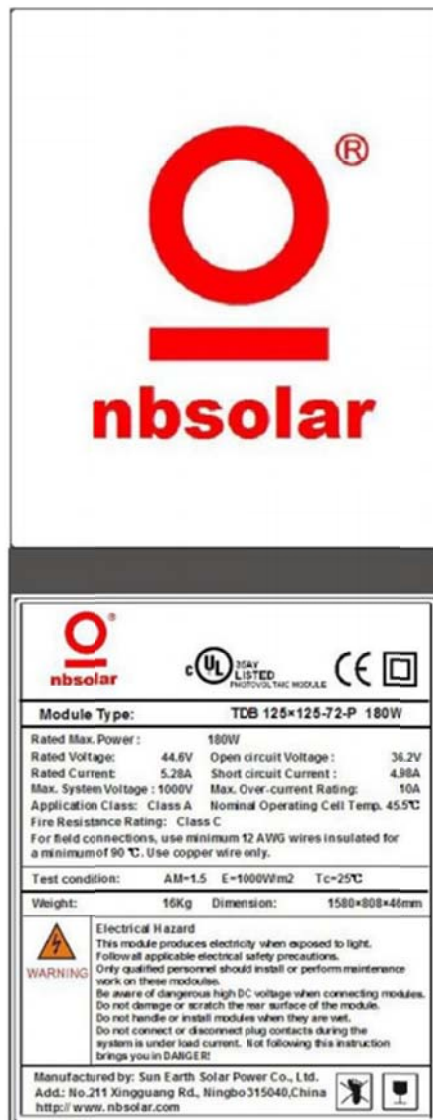 ®
nbsolar
®
nbsolar
c UL ® 35AY
LISTED
PHOTOVOLTAIC MODULE CE
Module Type: TDB 125×125-72-P 180W
Rated Max. Power : 180W
Rated Voltage: 44.6V Open circuit Voltage : 36.2V
Rated Current: 5.28A Short circuit Current : 4.98A
Max. System Voltage : 1000V Max. Over-current Rating: 10A
Application Class: Class A Nominal Operating Cell Temp. 45.5℃
Fire Resistance Rating: Class C
For field connections, use minimum 12 AWG wires insulated for
a minimumof 90 ℃. Use copper wire only.
Test condition: AM=1.5 E=1000W/m2 Tc=25℃
Weight: 16Kg Dimension: 1580×808×46mm
WARNING
Electrical Hazard
This module produces electricity when exposed to light.
Follow all applicable electrical safety precautions.
Only qualified personnel should install or perform maintenance
work on these modoulse.
Be aware of dangerous high DC voltage when connecting modules.
Do not damage or scratch the rear surface of the module.
Do not handle or install modules when they are wet.
Do not connect or disconnect plug contacts during the
system is under load current. Not following this instruction
brings you in DANGER!
Manufactured by: Sun Earth Solar Power Co., Ltd.
Add.: No.211 Xingguang Rd., Ningbo315040,China
http:// www. nbsolar.com